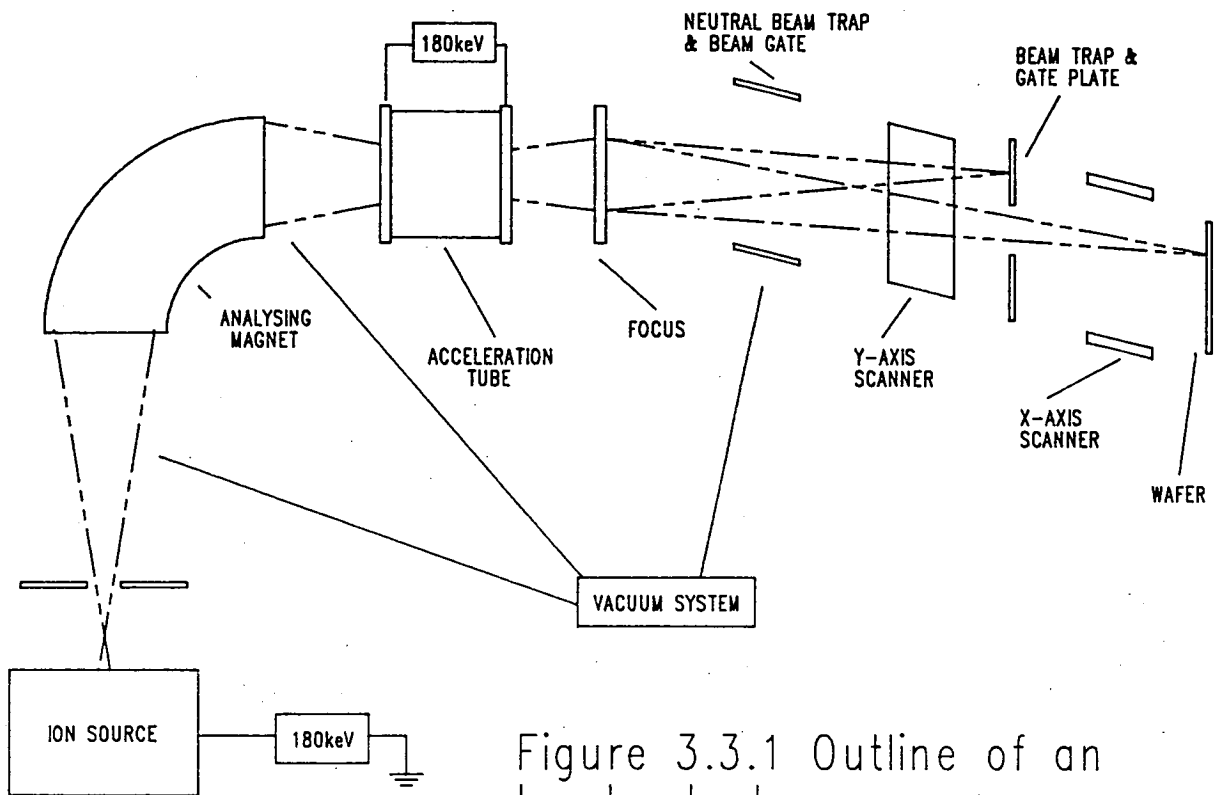 180keV
NEUTRAL BEAM TRAP
& BEAM GATE
BEAM TRAP &
GATE PLATE
ANALYSING
MAGNET
ACCELERATION
TUBE
FOCUS
Y-AXIS
SCANNER
X-AXIS
SCANNER
WAFER
VACUUM SYSTEM
ION SOURCE
180keV
Figure 3.3.1 Outline of an